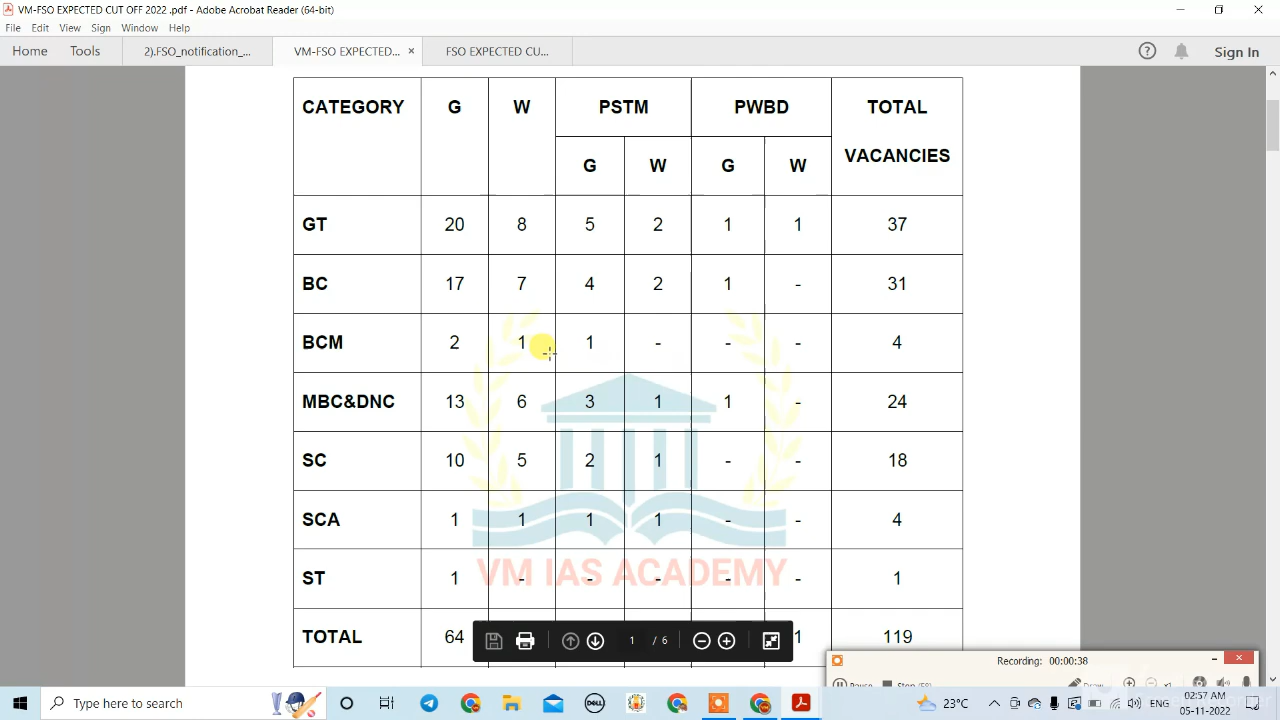 VM-FSO EXPECTED CUT OFF 2022 .pdf - Adobe Acrobat Reader (64-bit)
File Edit View Sign Window Help
Home Tools 2).FSO_notification_... VM-FSO EXPECTED... × FSO EXPECTED CU... Sign In
CATEGORY G W PSTM PWBD TOTAL VACANCIES
G W G W
GT 20 8 5 2 1 1 37
BC 17 7 4 2 1 - 31
BCM 2 1 1 - - - 4
MBC&DNC 13 6 3 1 1 - 24
SC 10 5 2 1 - - 18
SCA 1 1 1 1 - - 4
ST 1 - - - - - 1
VM IAS ACADEMY
TOTAL 64 1 119
1 / 6
Recording: 00:00:38
Pause Stop (F8) Draw
Type here to search
DELL
23°C
ENG
02:57 AM
05-11-2022